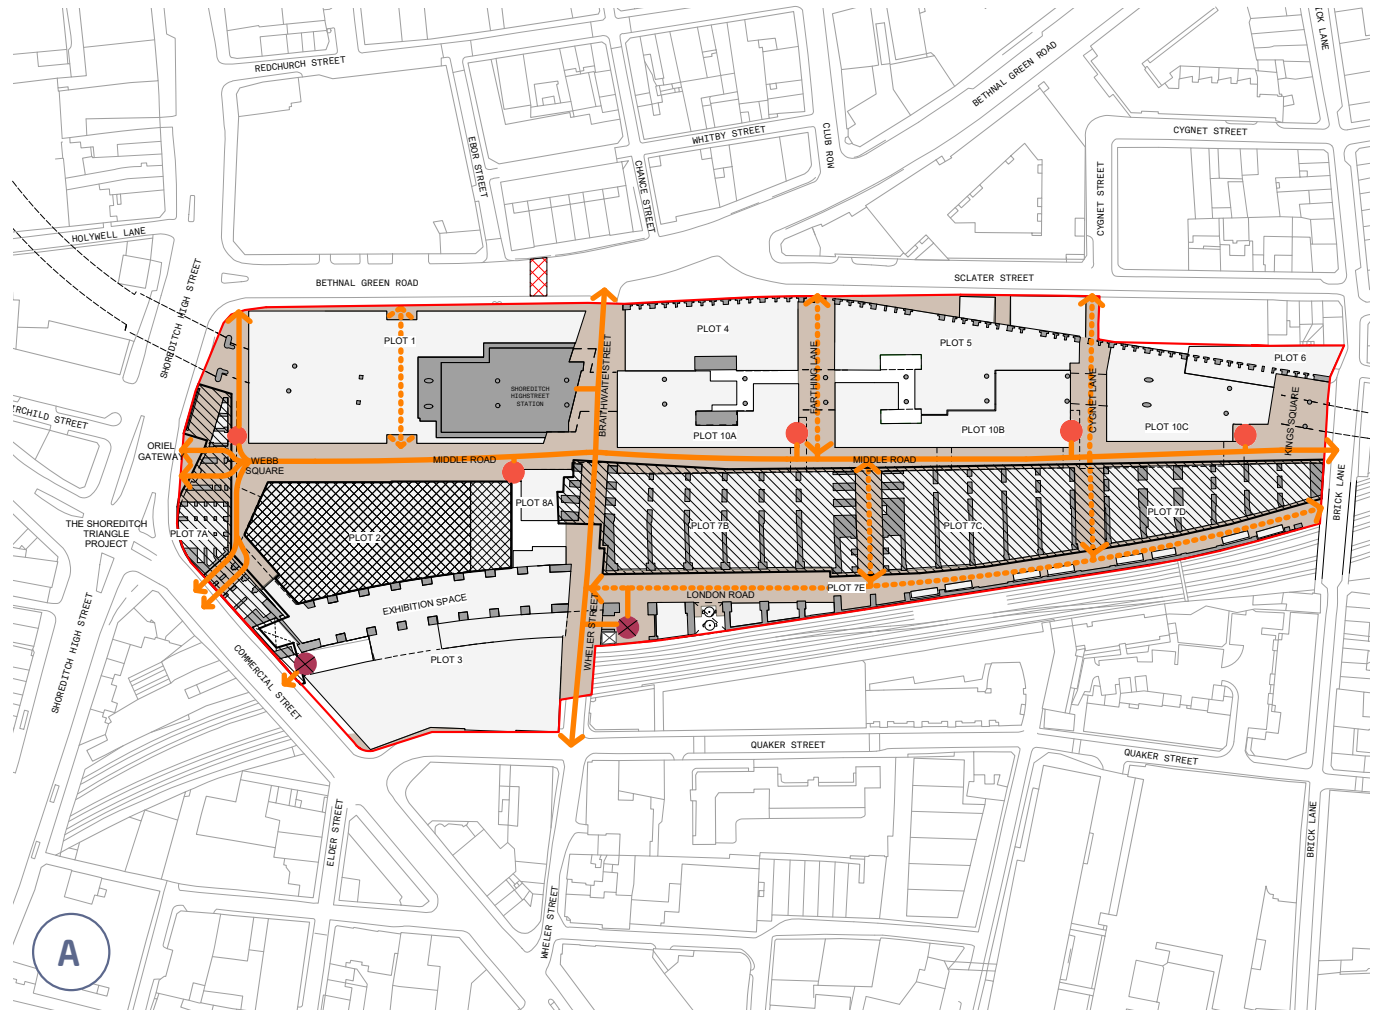 BRICK LANE
REDCHURCH STREET
BETHNAL GREEN ROAD
WHITBY STREET
CLUB ROW
CYGNET STREET
EBOR STREET
CHANCE STREET
CYGNET STREET
HOLYWELL LANE
SHOREDITCH HIGH STREET
BETHNAL GREEN ROAD
SCLATER STREET
PLOT 1
PLOT 4
PLOT 5
PLOT 6
BRAITHWAITE STREET
FARTHING LANE
CYGNET LANE
KINGS SQUARE
SHOREDITCH
HIGHSTREET
STATION
AIRCHILD STREET
PLOT 10A
PLOT 10B
PLOT 10C
ORIEL
GATEWAY
WEBB
SQUARE
MIDDLE ROAD
MIDDLE ROAD
BRICK LANE
PLOT 8A
THE SHOREDITCH
TRIANGLE
PROJECT
PLOT 7A
PLOT 2
PLOT 7B
PLOT 7C
PLOT 7D
PLOT 7E
LONDON ROAD
EXHIBITION SPACE
WHELER STREET
PLOT 3
SHOREDITCH HIGH STREET
COMMERCIAL STREET
QUAKER STREET
QUAKER STREET
ELDER STREET
BRICK LANE
WHELER STREET
A